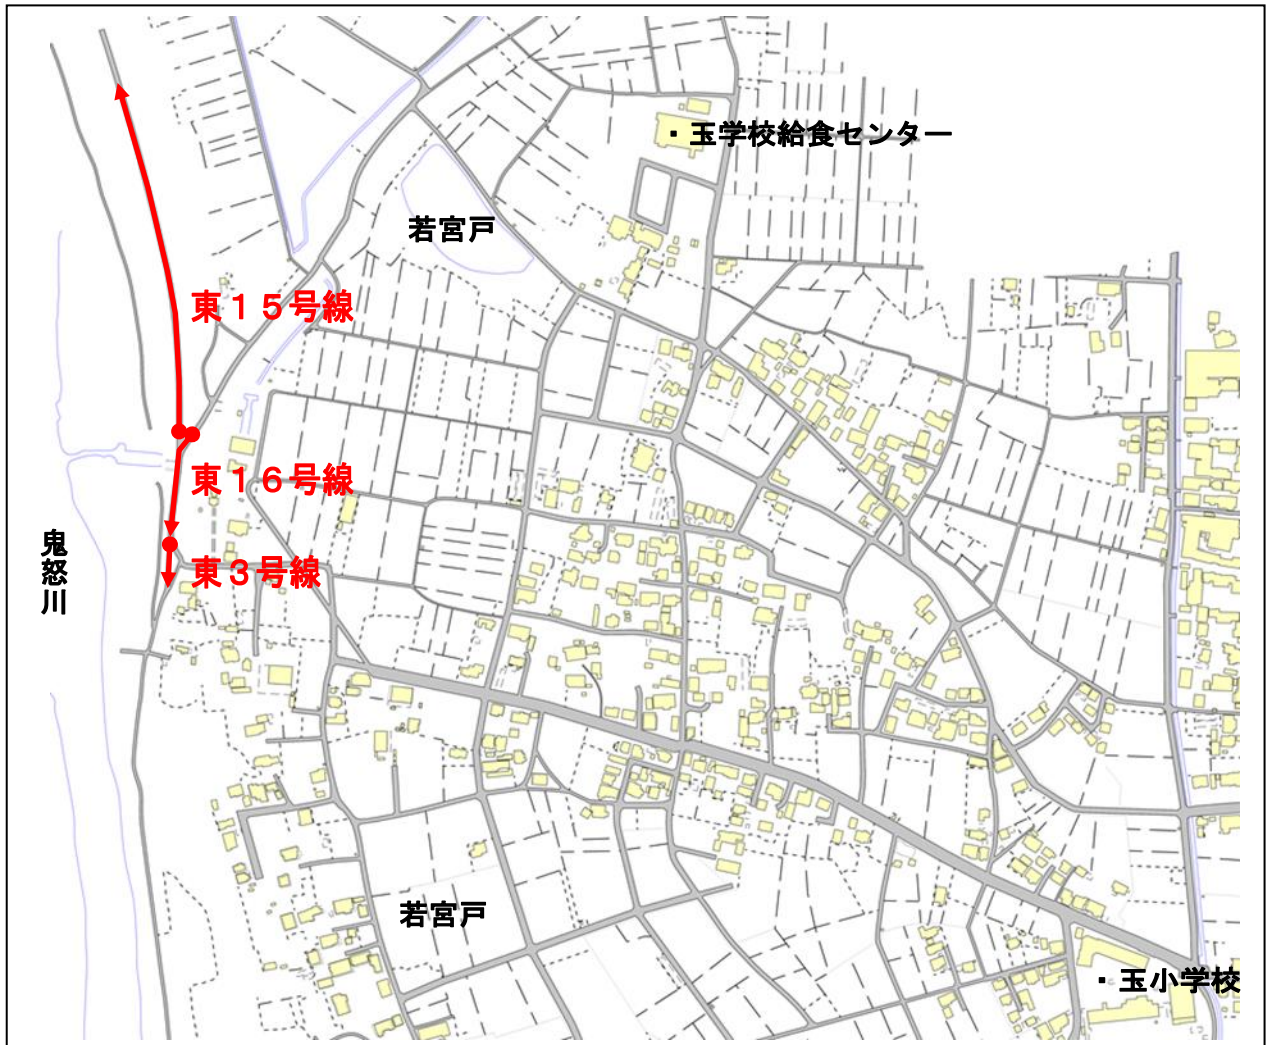 ・玉学校給食センター
若宮戸
東１５号線
東１６号線
鬼怒川
東３号線
若宮戸
・玉小学校